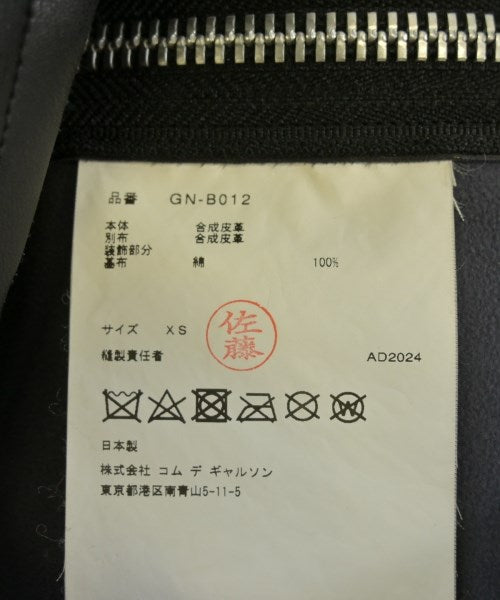 品番 GN-B012
本体 合成皮革
別布 合成皮革
装飾部分
基布 綿 100%
サイズ XS
佐藤
縫製責任者 AD2024
W
日本製
株式会社 コム デ ギャルソン
東京都港区南青山5-11-5